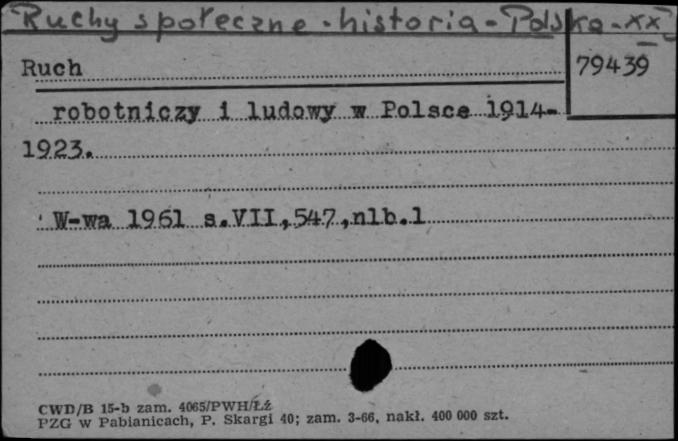 Ruchy społeczne - historia - Polska - XX
Ruch
79439
robotniczy i ludowy w Polsce 1914-
1923.
W-wa 1961 s.VII,547,nlb.1
CWD/B 15-b zam. 4065/PWH/Łź
PZG w Pabianicach, P. Skargi 40; zam. 3-66, nakł. 400 000 szt.